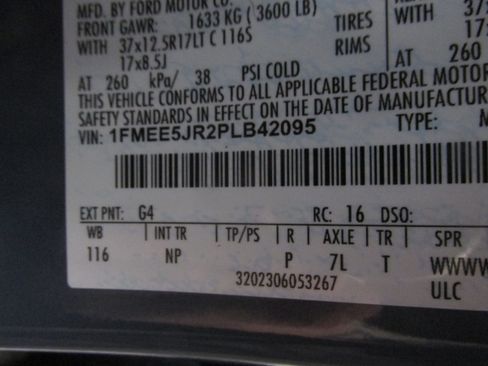 MFD. BY FORD MOTOR CO.
FRONT GAWR: 1633 KG ( 3600 LB)
WITH 37x12.5R17LT C 116S TIRES
17x8.5J RIMS
AT 260 kPa/ 38 PSI COLD
37X
17x
AT 260
THIS VEHICLE CONFORMS TO ALL APPLICABLE FEDERAL MOTOR
SAFETY STANDARDS IN EFFECT ON THE DATE OF MANUFACTUR
VIN: 1FMEE5JR2PLB42095 TYPE: M
EXT PNT: G4 RC: 16 DSO:
WB INT TR TP/PS R AXLE TR SPR
116 NP P 7L T WWWW
3202306053267 ULC